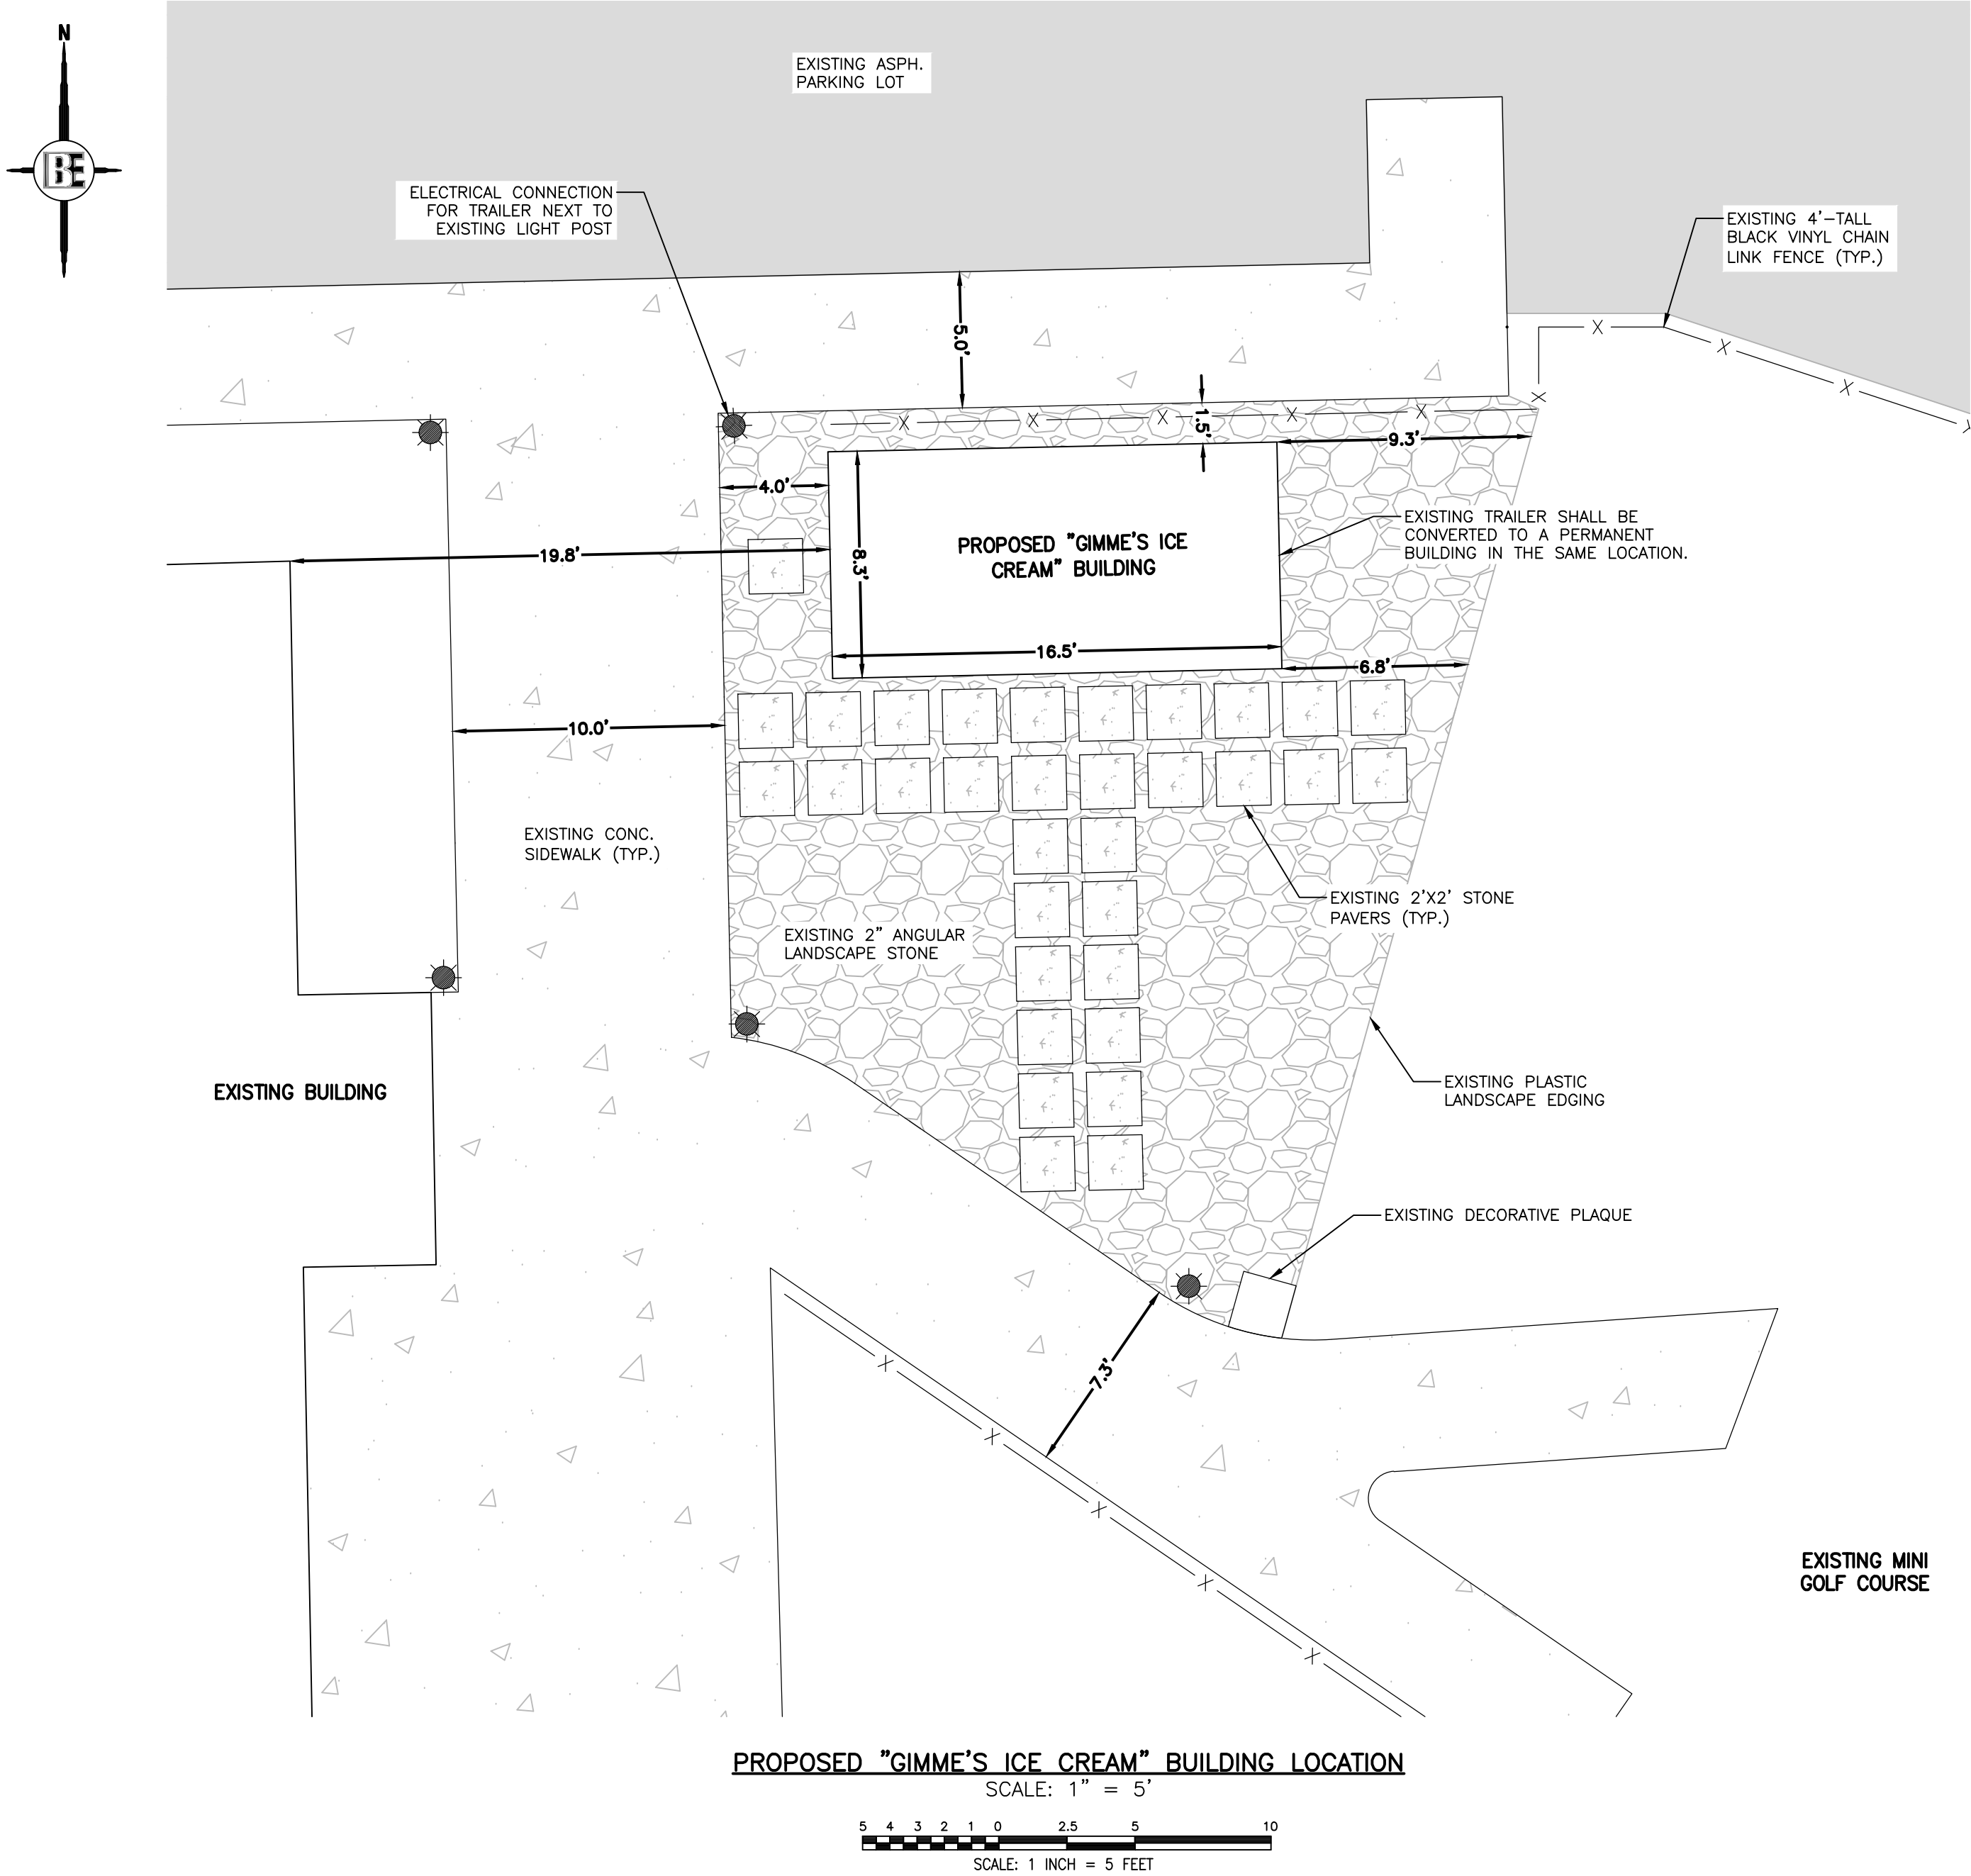 N
BE
EXISTING ASPH.
PARKING LOT
ELECTRICAL CONNECTION
FOR TRAILER NEXT TO
EXISTING LIGHT POST
EXISTING 4'-TALL
BLACK VINYL CHAIN
LINK FENCE (TYP.)
5.0'
X X X X X
X
X
X
X
X
1.5'
9.3'
4.0'
EXISTING TRAILER SHALL BE
CONVERTED TO A PERMANENT
BUILDING IN THE SAME LOCATION.
19.8'
8.3'
PROPOSED "GIMME'S ICE
CREAM" BUILDING
16.5'
6.8'
10.0'
EXISTING CONC.
SIDEWALK (TYP.)
EXISTING 2'X2' STONE
PAVERS (TYP.)
EXISTING 2" ANGULAR
LANDSCAPE STONE
EXISTING BUILDING
EXISTING PLASTIC
LANDSCAPE EDGING
EXISTING DECORATIVE PLAQUE
7.3'
X
X
X
X
X
EXISTING MINI
GOLF COURSE
PROPOSED "GIMME'S ICE CREAM" BUILDING LOCATION
SCALE: 1" = 5'
5 4 3 2 1 0 2.5 5 10
SCALE: 1 INCH = 5 FEET